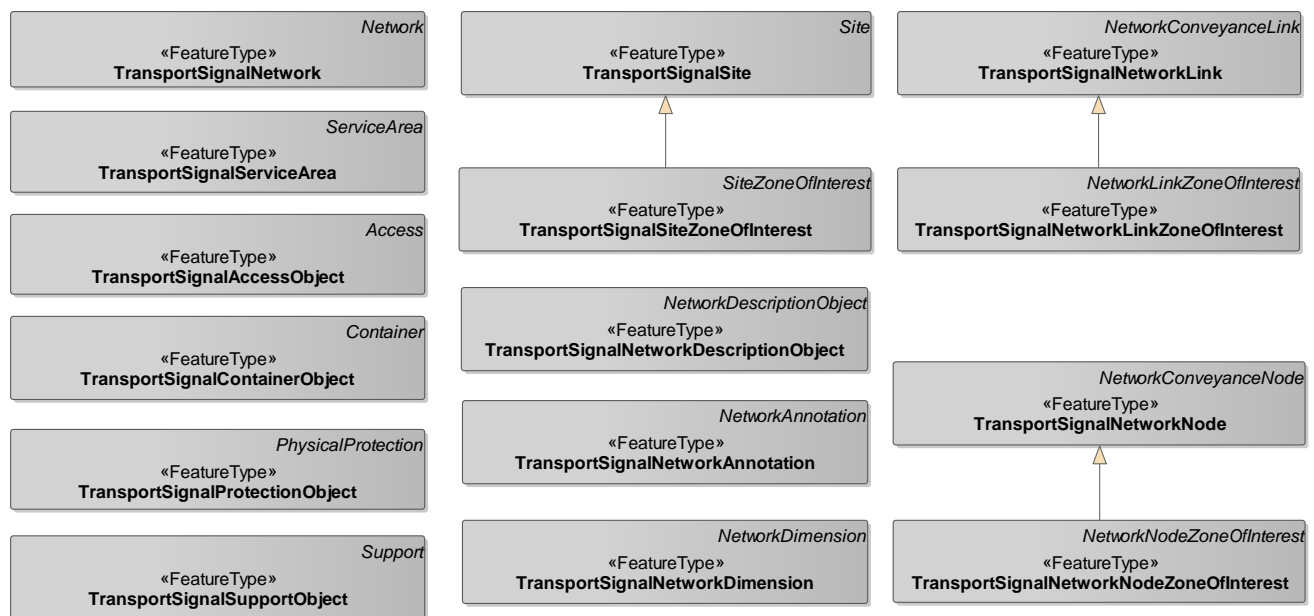 Network
«FeatureType»
TransportSignalNetwork
ServiceArea
«FeatureType»
TransportSignalServiceArea
Access
«FeatureType»
TransportSignalAccessObject
Container
«FeatureType»
TransportSignalContainerObject
PhysicalProtection
«FeatureType»
TransportSignalProtectionObject
Support
«FeatureType»
TransportSignalSupportObject
Site
«FeatureType»
TransportSignalSite
SiteZoneOfInterest
«FeatureType»
TransportSignalSiteZoneOfInterest
NetworkDescriptionObject
«FeatureType»
TransportSignalNetworkDescriptionObject
NetworkAnnotation
«FeatureType»
TransportSignalNetworkAnnotation
NetworkDimension
«FeatureType»
TransportSignalNetworkDimension
NetworkConveyanceLink
«FeatureType»
TransportSignalNetworkLink
NetworkLinkZoneOfInterest
«FeatureType»
TransportSignalNetworkLinkZoneOfInterest
NetworkConveyanceNode
«FeatureType»
TransportSignalNetworkNode
NetworkNodeZoneOfInterest
«FeatureType»
TransportSignalNetworkNodeZoneOfInterest